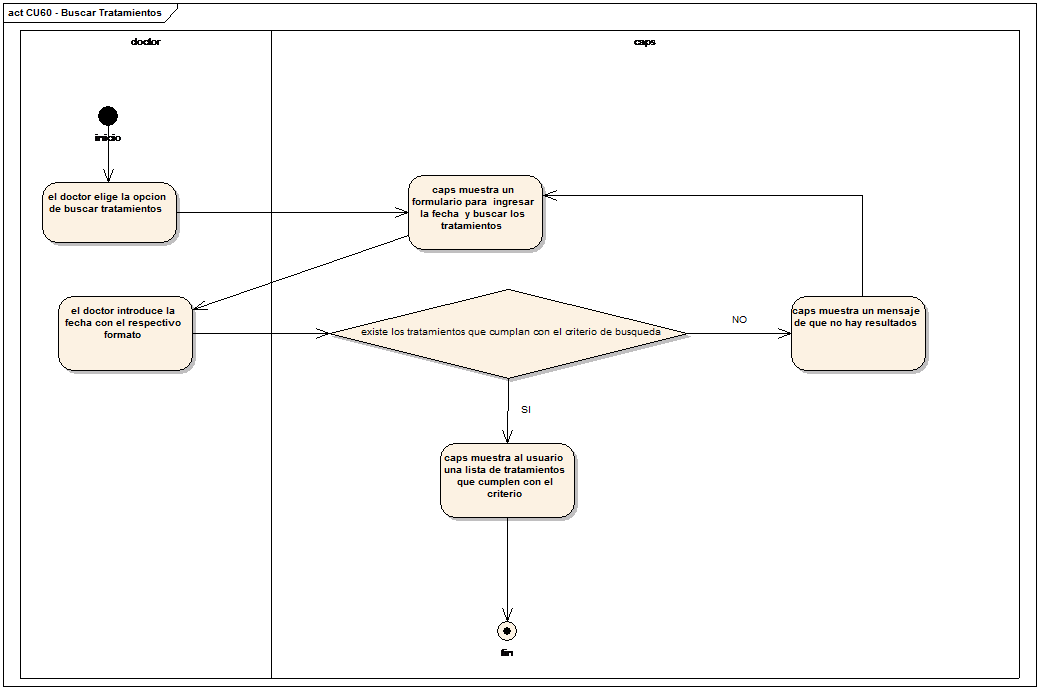 act CU60 - Buscar Tratamientos
doctor
caps
inicio
el doctor elige la opcion
de buscar tratamientos
caps muestra un
formulario para ingresar
la fecha y buscar los
tratamientos
el doctor introduce la
fecha con el respectivo
formato
existe los tratamientos que cumplan con el criterio de busqueda
NO
caps muestra un mensaje
de que no hay resultados
SI
caps muestra al usuario
una lista de tratamientos
que cumplen con el
criterio
fin